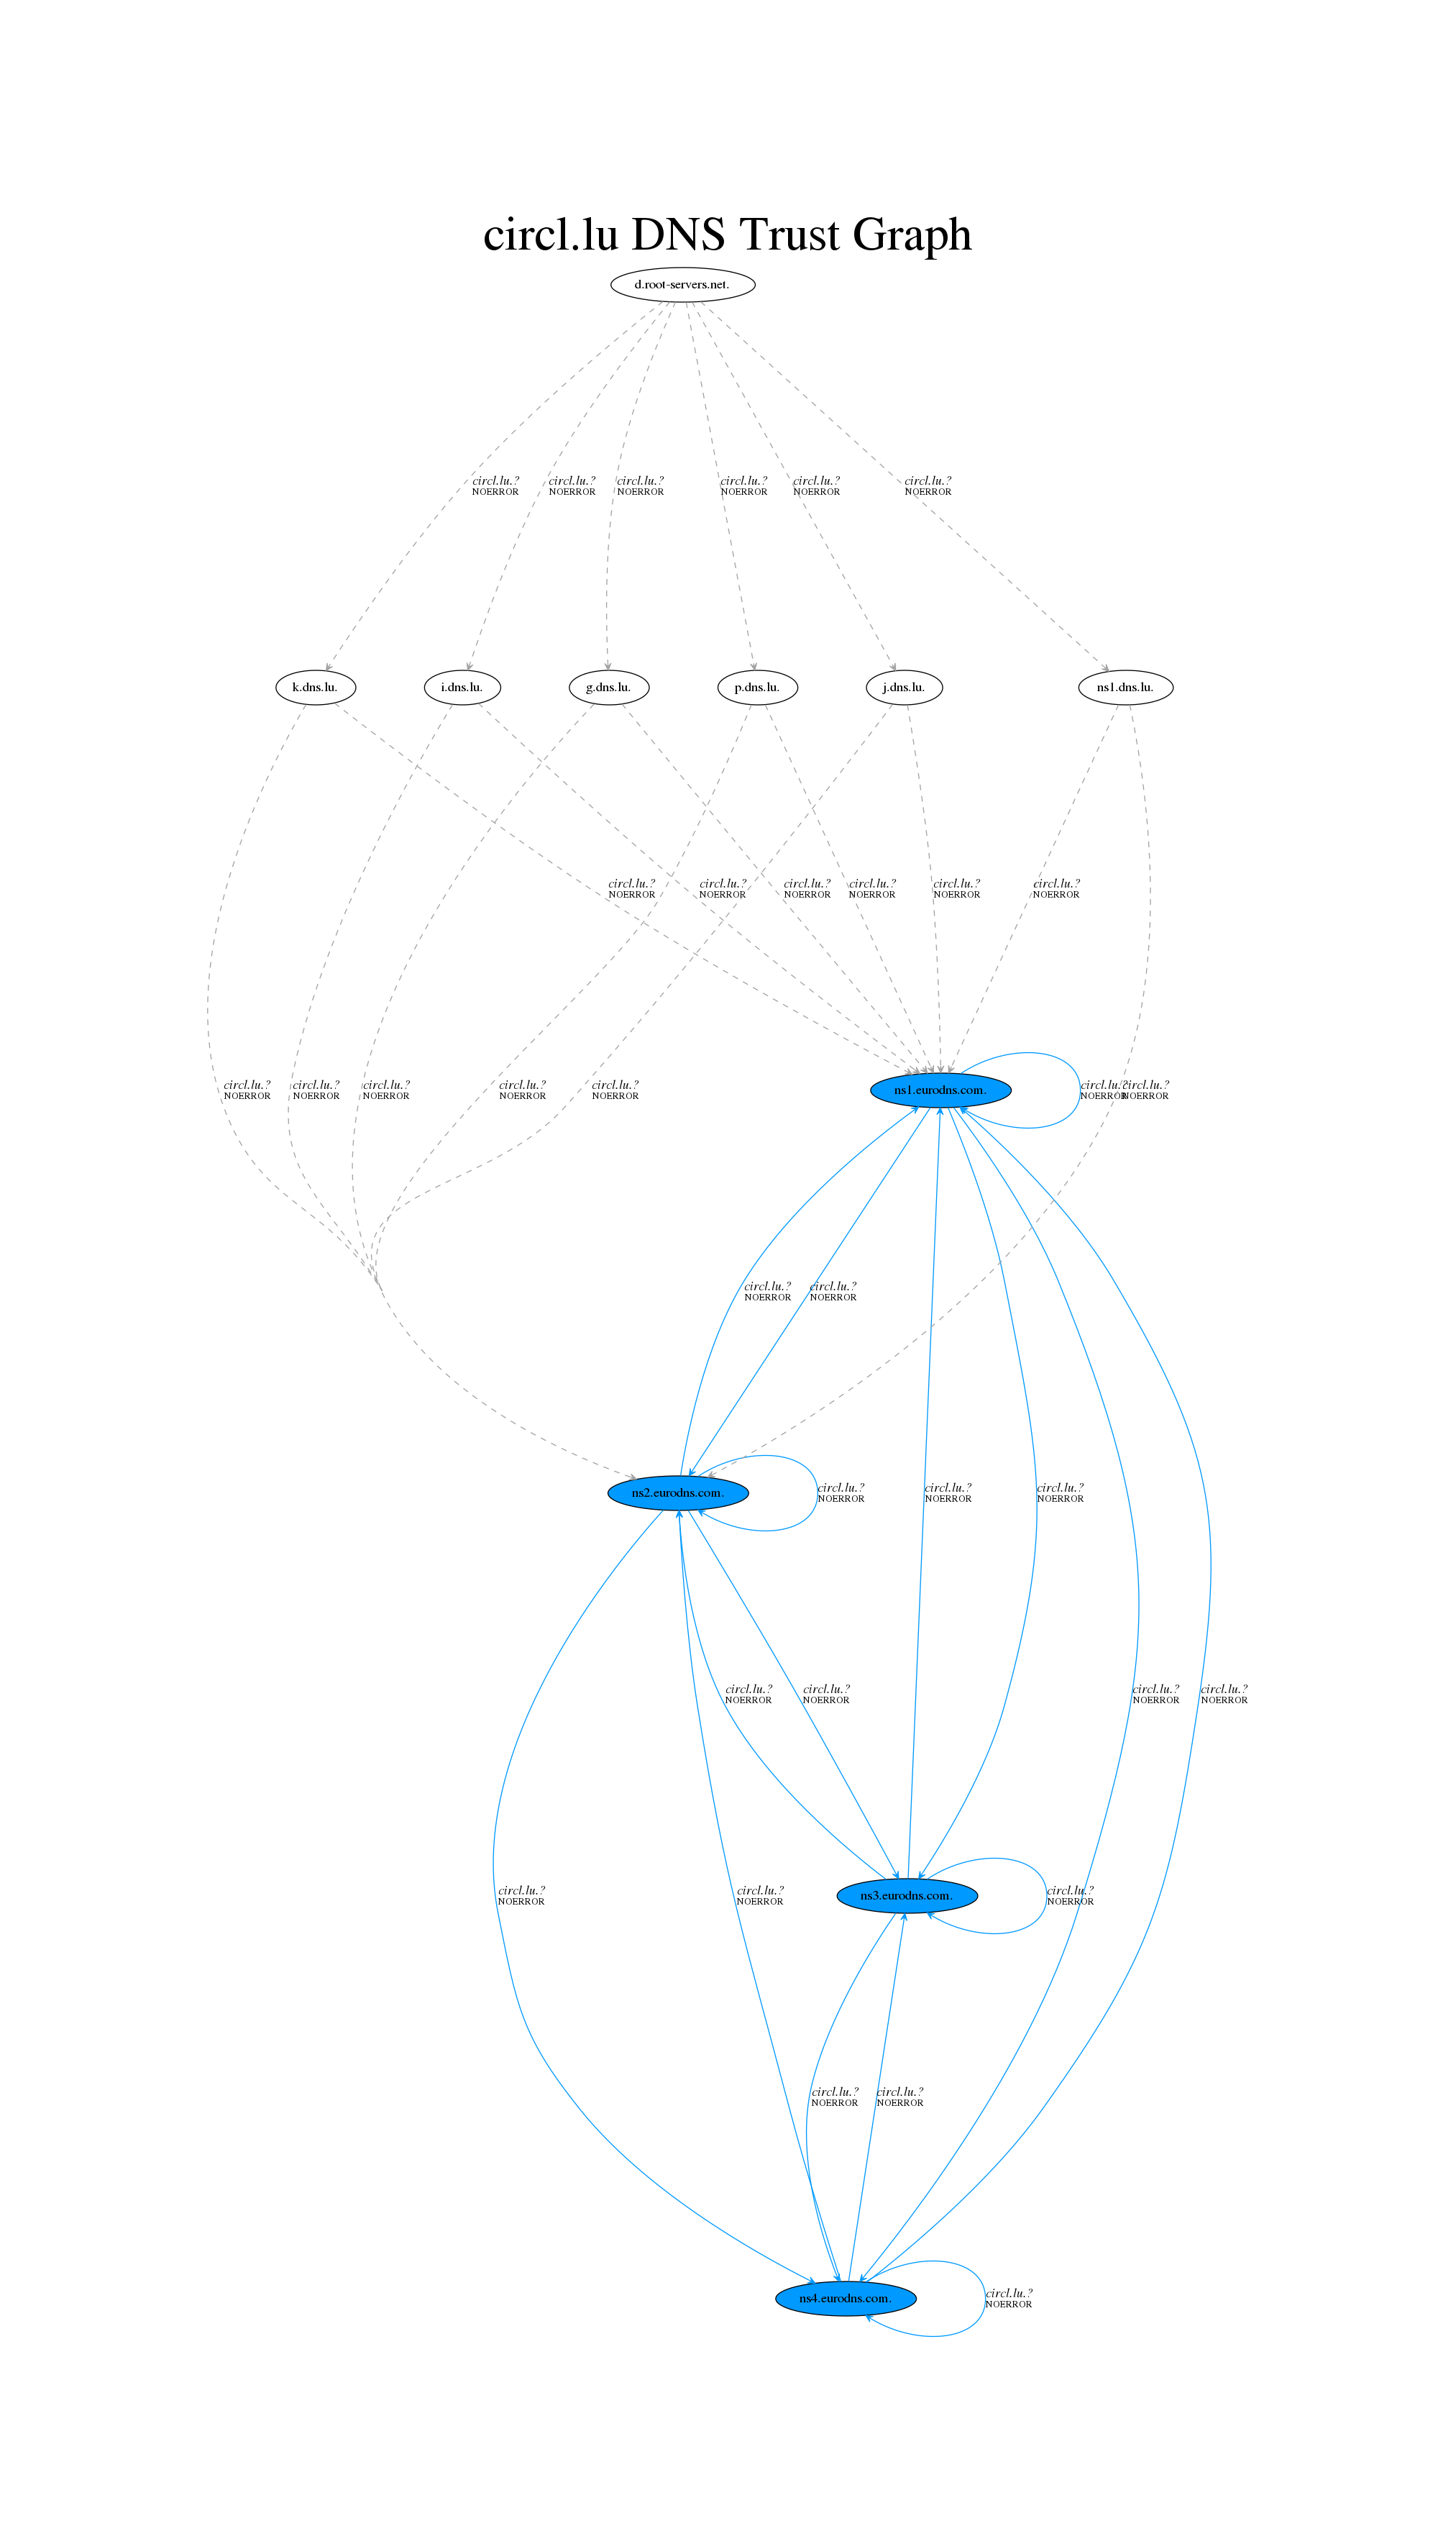 circl.lu DNS Trust Graph
d.root-servers.net.
circl.lu.?
NOERROR
circl.lu.?
NOERROR
circl.lu.?
NOERROR
circl.lu.?
NOERROR
circl.lu.?
NOERROR
circl.lu.?
NOERROR
k.dns.lu.
i.dns.lu.
g.dns.lu.
p.dns.lu.
j.dns.lu.
ns1.dns.lu.
circl.lu.?
NOERROR
circl.lu.?
NOERROR
circl.lu.?
NOERROR
circl.lu.?
NOERROR
circl.lu.?
NOERROR
circl.lu.?
NOERROR
circl.lu.?
NOERROR
circl.lu.?
NOERROR
circl.lu.?
NOERROR
circl.lu.?
NOERROR
circl.lu.?
NOERROR
ns1.eurodns.com.
circl.lu.?
NOERROR
circl.lu.?
NOERROR
circl.lu.?
NOERROR
circl.lu.?
NOERROR
ns2.eurodns.com.
circl.lu.?
NOERROR
circl.lu.?
NOERROR
circl.lu.?
NOERROR
circl.lu.?
NOERROR
circl.lu.?
NOERROR
circl.lu.?
NOERROR
circl.lu.?
NOERROR
circl.lu.?
NOERROR
circl.lu.?
NOERROR
ns3.eurodns.com.
circl.lu.?
NOERROR
circl.lu.?
NOERROR
circl.lu.?
NOERROR
ns4.eurodns.com.
circl.lu.?
NOERROR